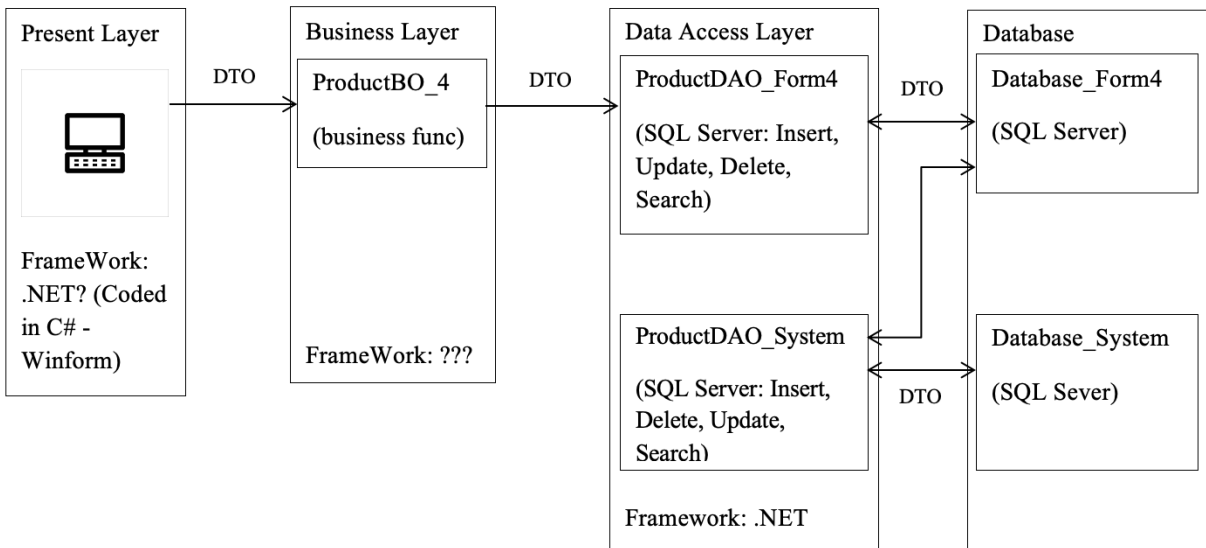 Present Layer
FrameWork:
.NET? (Coded
in C# -
Winform)
DTO
Business Layer
ProductBO_4
(business func)
FrameWork: ???
DTO
Data Access Layer
ProductDAO_Form4
(SQL Server: Insert,
Update, Delete,
Search)
ProductDAO_System
(SQL Server: Insert,
Delete, Update,
Search)
Framework: .NET
DTO
DTO
Database
Database_Form4
(SQL Server)
Database_System
(SQL Sever)